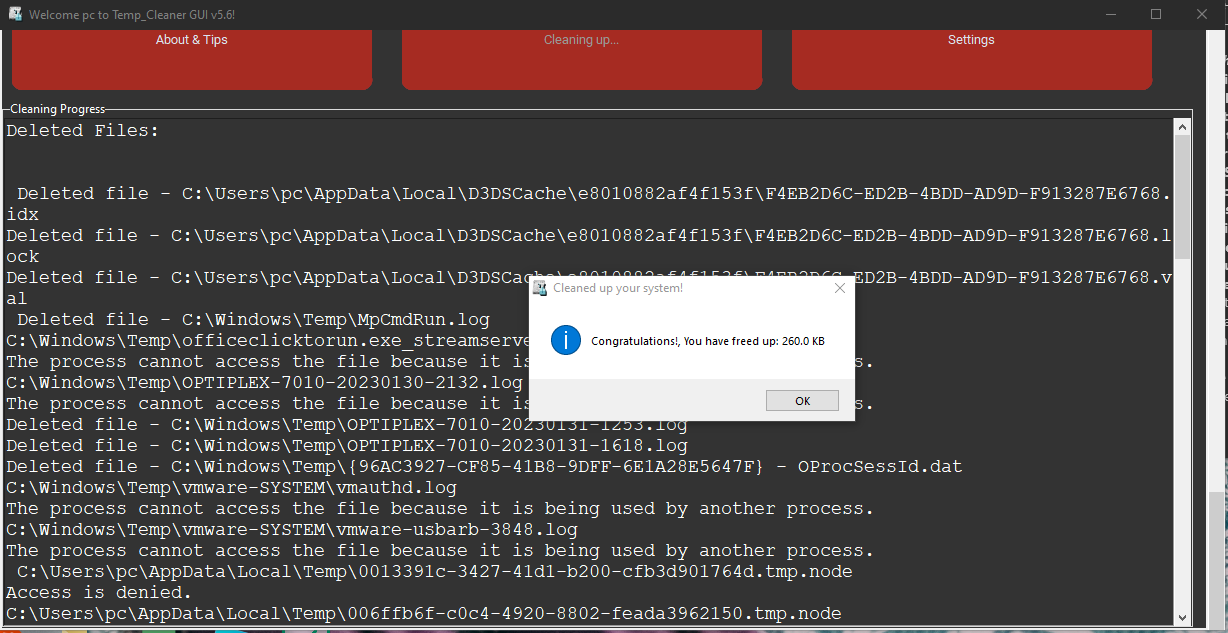 Welcome pc to Temp_Cleaner GUI v5.6!
About & Tips
Cleaning up...
Settings
Cleaning Progress
Deleted Files:
Deleted file - C:\Users\pc\AppData\Local\D3DSCache\e8010882af4f153f\F4EB2D6C-ED2B-4BDD-AD9D-F913287E6768.
idx
Deleted file - C:\Users\pc\AppData\Local\D3DSCache\e8010882af4f153f\F4EB2D6C-ED2B-4BDD-AD9D-F913287E6768.l
ock
Deleted file - C:\Users\pc\AppData\Local\D3DSCache\e8010882af4f153f\F4EB2D6C-ED2B-4BDD-AD9D-F913287E6768.v
al
Deleted file - C:\Windows\Temp\MpCmdRun.log
C:\Windows\Temp\officeclicktorun.exe_streamserve
The process cannot access the file because it is s.
C:\Windows\Temp\OPTIPLEX-7010-20230130-2132.log
The process cannot access the file because it is s.
Deleted file - C:\Windows\Temp\OPTIPLEX-7010-20230131-1253.log
Deleted file - C:\Windows\Temp\OPTIPLEX-7010-20230131-1618.log
Deleted file - C:\Windows\Temp\{96AC3927-CF85-41B8-9DFF-6E1A28E5647F} - OProcSessId.dat
C:\Windows\Temp\vmware-SYSTEM\vmauthd.log
The process cannot access the file because it is being used by another process.
C:\Windows\Temp\vmware-SYSTEM\vmware-usbarb-3848.log
The process cannot access the file because it is being used by another process.
C:\Users\pc\AppData\Local\Temp\0013391c-3427-41d1-b200-cfb3d901764d.tmp.node
Access is denied.
C:\Users\pc\AppData\Local\Temp\006ffb6f-c0c4-4920-8802-feada3962150.tmp.node
Cleaned up your system!
Congratulations!, You have freed up: 260.0 KB
OK